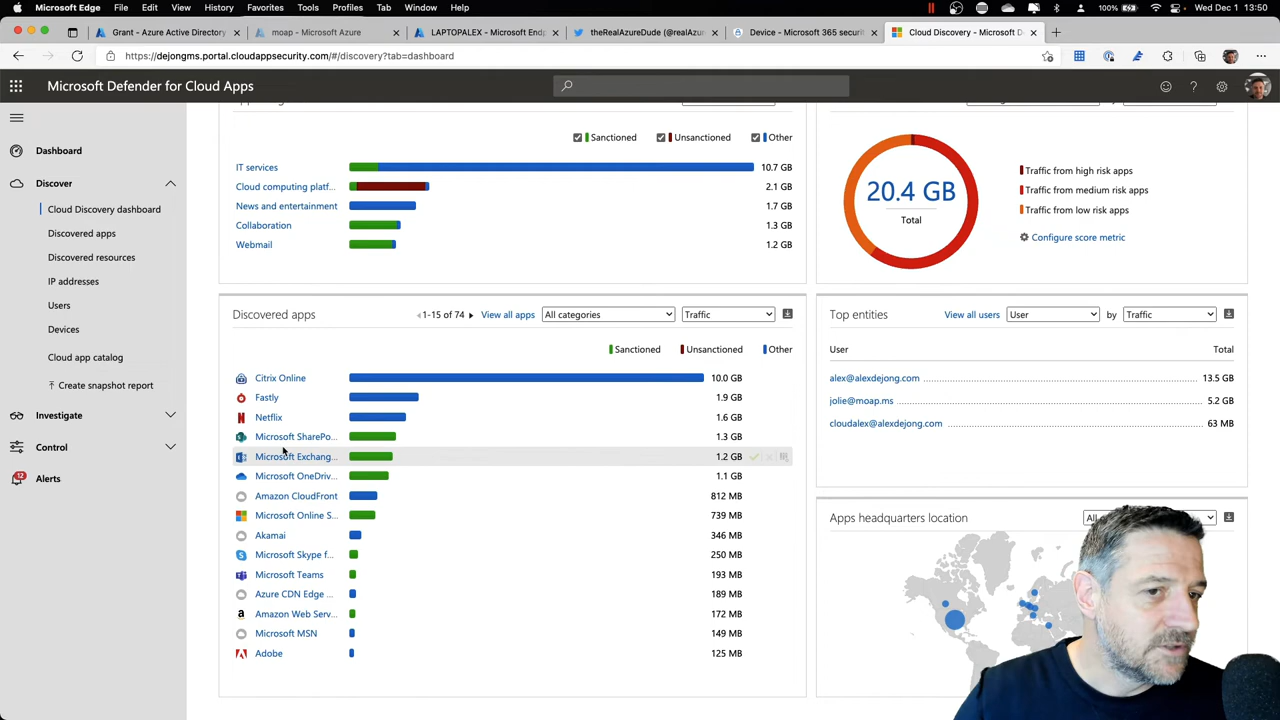 Microsoft Edge File Edit View History Favorites Tools Profiles Tab Window Help 100% Wed Dec 1 13:50
Grant - Azure Active Directory × moap - Microsoft Azure × LAPTOPALEX - Microsoft Endp × theRealAzureDude (@realAzur × Device - Microsoft 365 securit × Cloud Discovery - Microsoft D × +
https://dejongms.portal.cloudappsecurity.com/#/discovery?tab=dashboard
Microsoft Defender for Cloud Apps
Dashboard
Discover
Cloud Discovery dashboard
Discovered apps
Discovered resources
IP addresses
Users
Devices
Cloud app catalog
Create snapshot report
Investigate
Control
12
Alerts
Sanctioned Unsanctioned Other
IT services 10.7 GB
Cloud computing platf... 2.1 GB
News and entertainment 1.7 GB
Collaboration 1.3 GB
Webmail 1.2 GB
20.4 GB
Total
Traffic from high risk apps
Traffic from medium risk apps
Traffic from low risk apps
Configure score metric
Discovered apps 1-15 of 74 View all apps All categories Traffic
Sanctioned Unsanctioned Other
Citrix Online 10.0 GB
Fastly 1.9 GB
Netflix 1.6 GB
Microsoft SharePo... 1.3 GB
Microsoft Exchang... 1.2 GB
Microsoft OneDriv... 1.1 GB
Amazon CloudFront 812 MB
Microsoft Online S... 739 MB
Akamai 346 MB
Microsoft Skype f... 250 MB
Microsoft Teams 193 MB
Azure CDN Edge ... 189 MB
Amazon Web Serv... 172 MB
Microsoft MSN 149 MB
Adobe 125 MB
Top entities View all users User by Traffic
User Total
alex@alexdejong.com 13.5 GB
jolie@moap.ms 5.2 GB
cloudalex@alexdejong.com 63 MB
Apps headquarters location